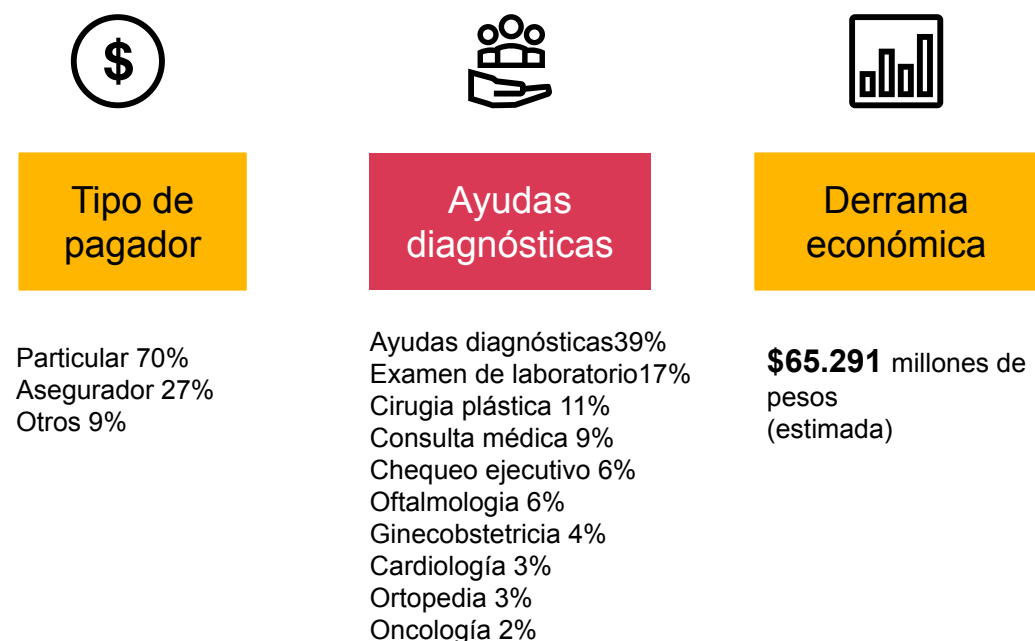 $
Tipo de
pagador
Particular 70%
Asegurador 27%
Otros 9%
Ayudas
diagnósticas
Ayudas diagnósticas39%
Examen de laboratorio17%
Cirugia plástica 11%
Consulta médica 9%
Chequeo ejecutivo 6%
Oftalmologia 6%
Ginecobstetricia 4%
Cardiología 3%
Ortopedia 3%
Oncología 2%
Derrama
económica
$65.291 millones de
pesos
(estimada)